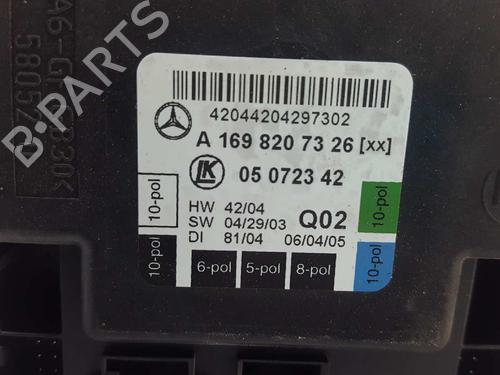 42044204297302
A 169 820 73 26 [xx]
LK
05 0723 42
HW 42/04
SW 04/29/03
DI 81/04 06/04/05
Q02
10-pol
10-pol
10-pol
10-pol
6-pol
5-pol
8-pol
B-PARTS